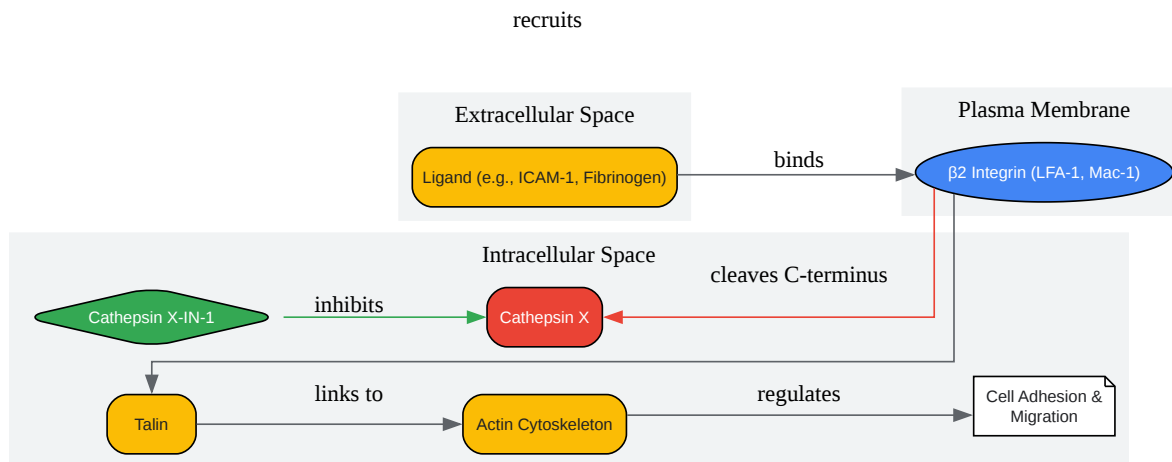 recruits
Extracellular Space
Plasma Membrane
Ligand (e.g., ICAM-1, Fibrinogen)
binds
β2 Integrin (LFA-1, Mac-1)
Intracellular Space
cleaves C-terminus
Cathepsin X-IN-1
inhibits
Cathepsin X
Talin
links to
Actin Cytoskeleton
regulates
Cell Adhesion &
Migration